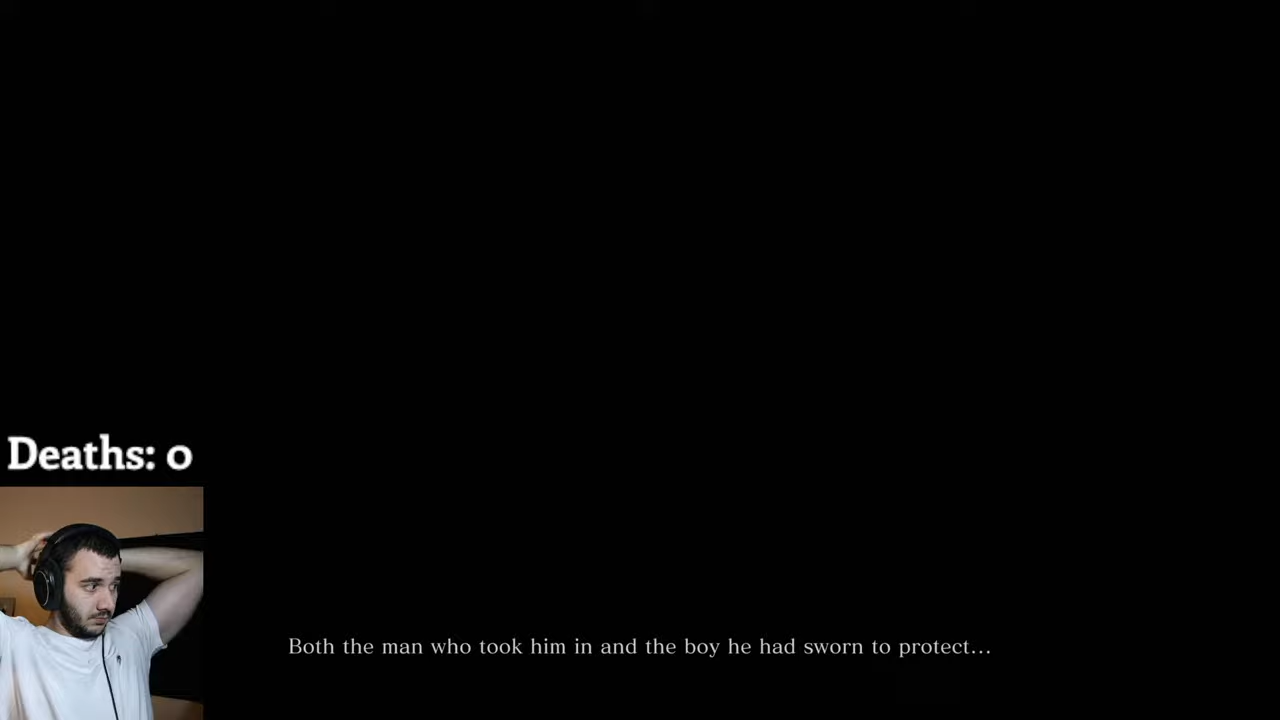 Deaths: 0
Both the man who took him in and the boy he had sworn to protect...